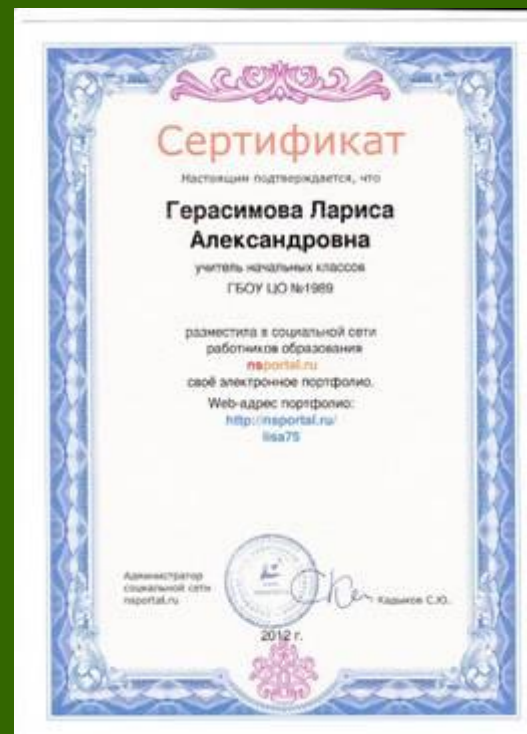 Сертификат
Настоящим подтверждается, что
Герасимова Лариса
Александровна
учитель начальных классов
ГБОУ ЦО №1989
разместила в социальной сети
работников образования
nsportal.ru
своё электронное портфолио.
Web-адрес портфолио:
http://nsportal.ru/
lisa75
Администратор
социальной сети
nsportal.ru
Кадыков С.Ю.
2012 г.